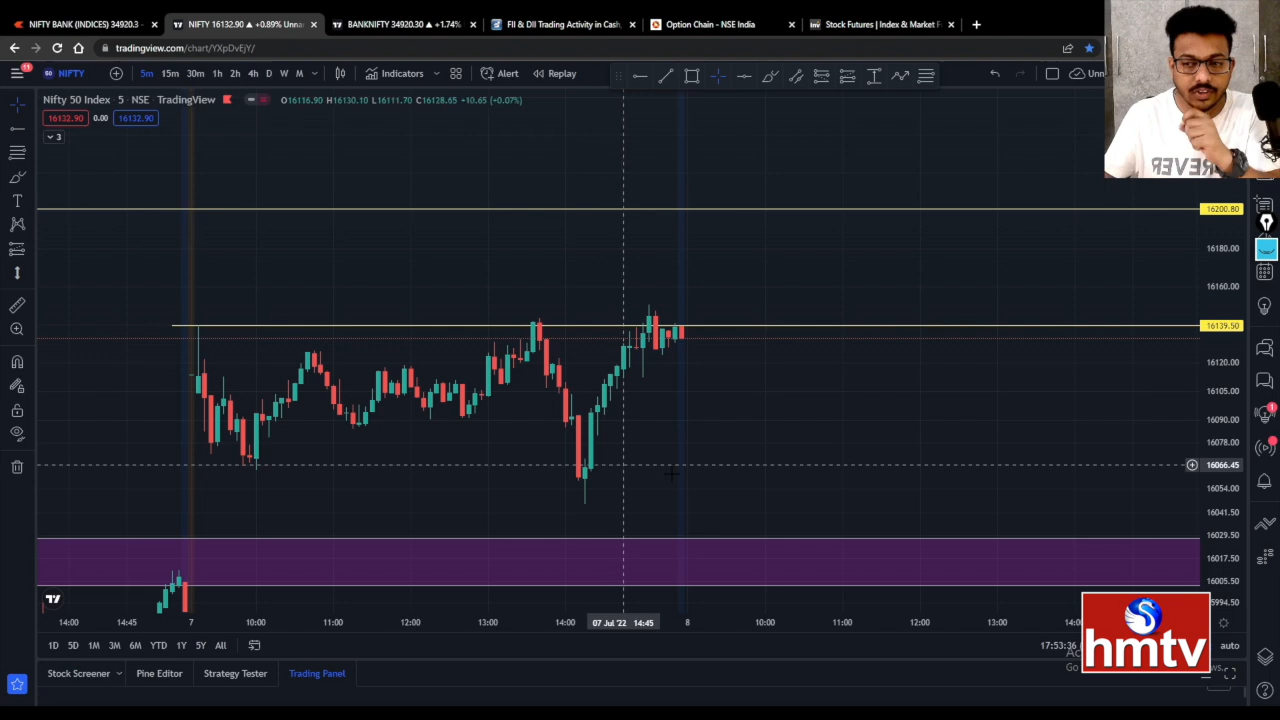 NIFTY BANK (INDICES) 34920.3
NIFTY 16132.90 ▲ +0.89% Unna
BANKNIFTY 34920.30 ▲ +1.74%
FII & DII Trading Activity in Cash
Option Chain - NSE India
Stock Futures | Index & Market F
tradingview.com/chart/YXpDvEjY/
11
NIFTY
5m 15m 30m 1h 2h 4h D W M
Indicators
Alert
Replay
Unn
Nifty 50 Index · 5 · NSE TradingView
O16116.90 H16130.10 L16111.70 C16128.65 +10.65 (+0.07%)
16132.90 0.00 16132.90
3
16200.80
16180.00
16160.00
16139.50
16120.00
16105.00
16090.00
16078.00
16066.45
16054.00
16041.50
16029.50
16017.50
16005.50
5994.50
1
14:00 14:45 7 10:00 11:00 12:00 13:00 14:00 07 Jul '22 14:45 8 10:00 11:00 12:00 13:00 14:
1D 5D 1M 3M 6M YTD 1Y 5Y All
17:53:36
auto
Stock Screener Pine Editor Strategy Tester Trading Panel
REVER
hmtv
Go
ws.